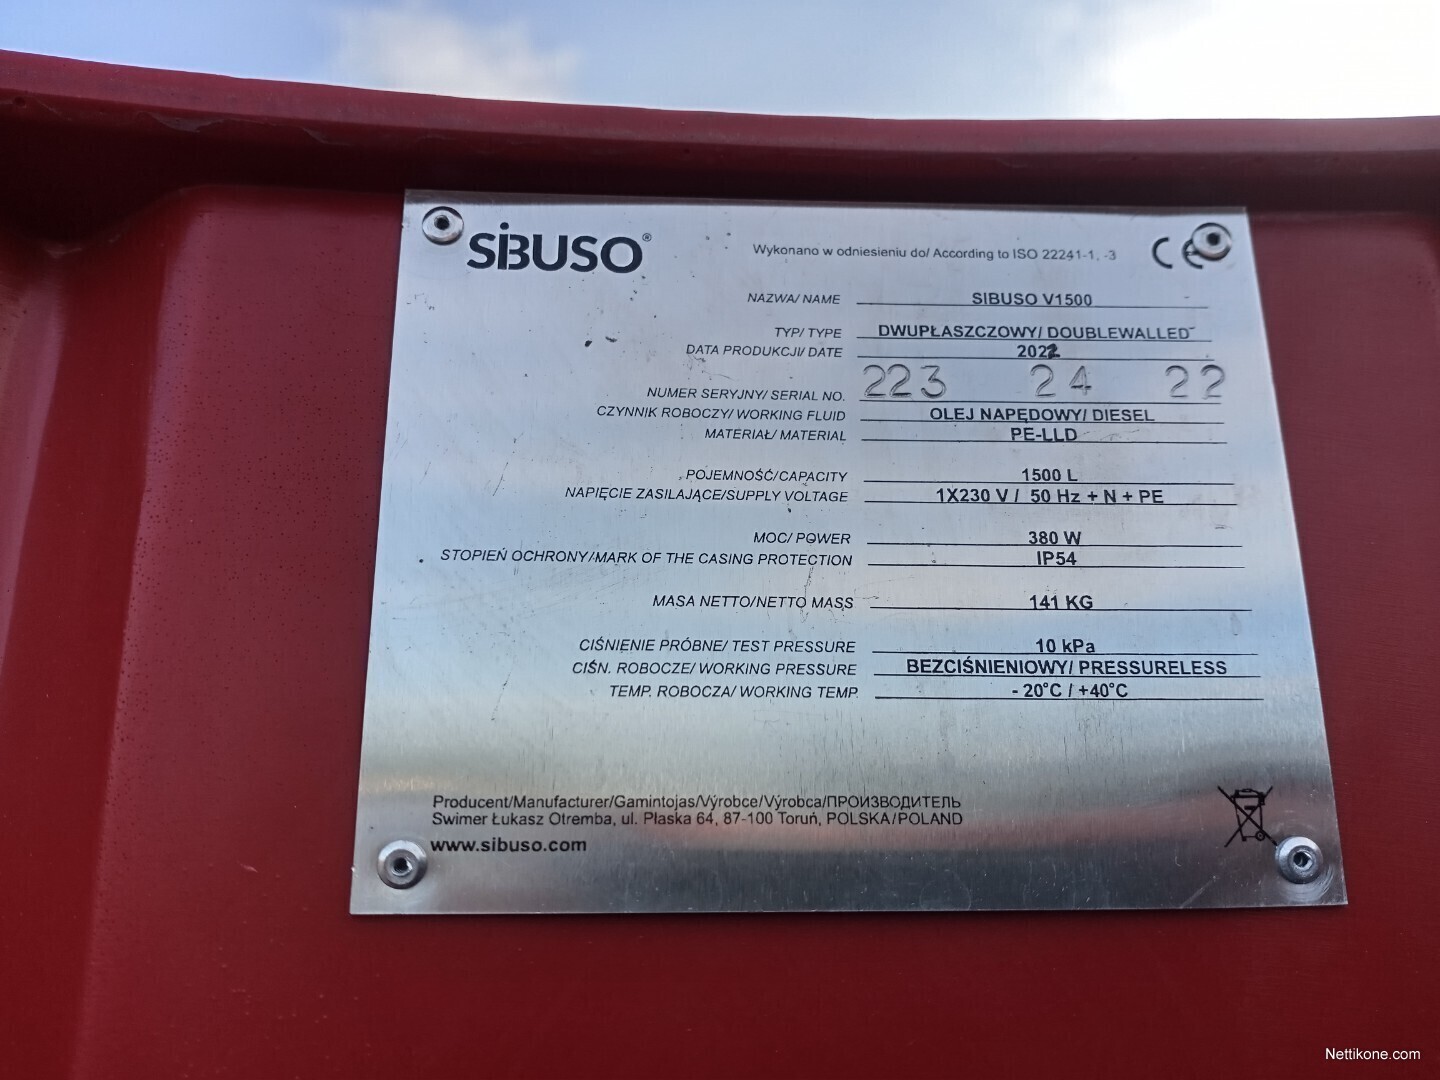 SIBUSO®
Wykonano w odniesieniu do/ According to ISO 22241-1, -3
CE
NAZWA/ NAME SIBUSO V1500
TYP/ TYPE DWUPŁASZCZOWY/ DOUBLEWALLED
DATA PRODUKCJI/ DATE 2022
NUMER SERYJNY/ SERIAL NO. 223 24 22
CZYNNIK ROBOCZY/ WORKING FLUID OLEJ NAPĘDOWY/ DIESEL
MATERIAŁ/ MATERIAL PE-LLD
POJEMNOŚĆ/CAPACITY 1500 L
NAPIĘCIE ZASILAJĄCE/SUPPLY VOLTAGE 1X230 V / 50 Hz + N + PE
MOC/ POWER 380 W
STOPIEŃ OCHRONY/MARK OF THE CASING PROTECTION IP54
MASA NETTO/NETTO MASS 141 KG
CIŚNIENIE PRÓBNE/ TEST PRESSURE 10 kPa
CIŚN. ROBOCZE/ WORKING PRESSURE BEZCIŚNIENIOWY/ PRESSURELESS
TEMP. ROBOCZA/ WORKING TEMP. - 20°C / +40°C
Producent/Manufacturer/Gamintojas/Výrobce/Výrobca/ПРОИЗВОДИТЕЛЬ
Swimer Łukasz Otremba, ul. Płaska 64, 87-100 Toruń, POLSKA/POLAND
www.sibuso.com
Nettikone.com